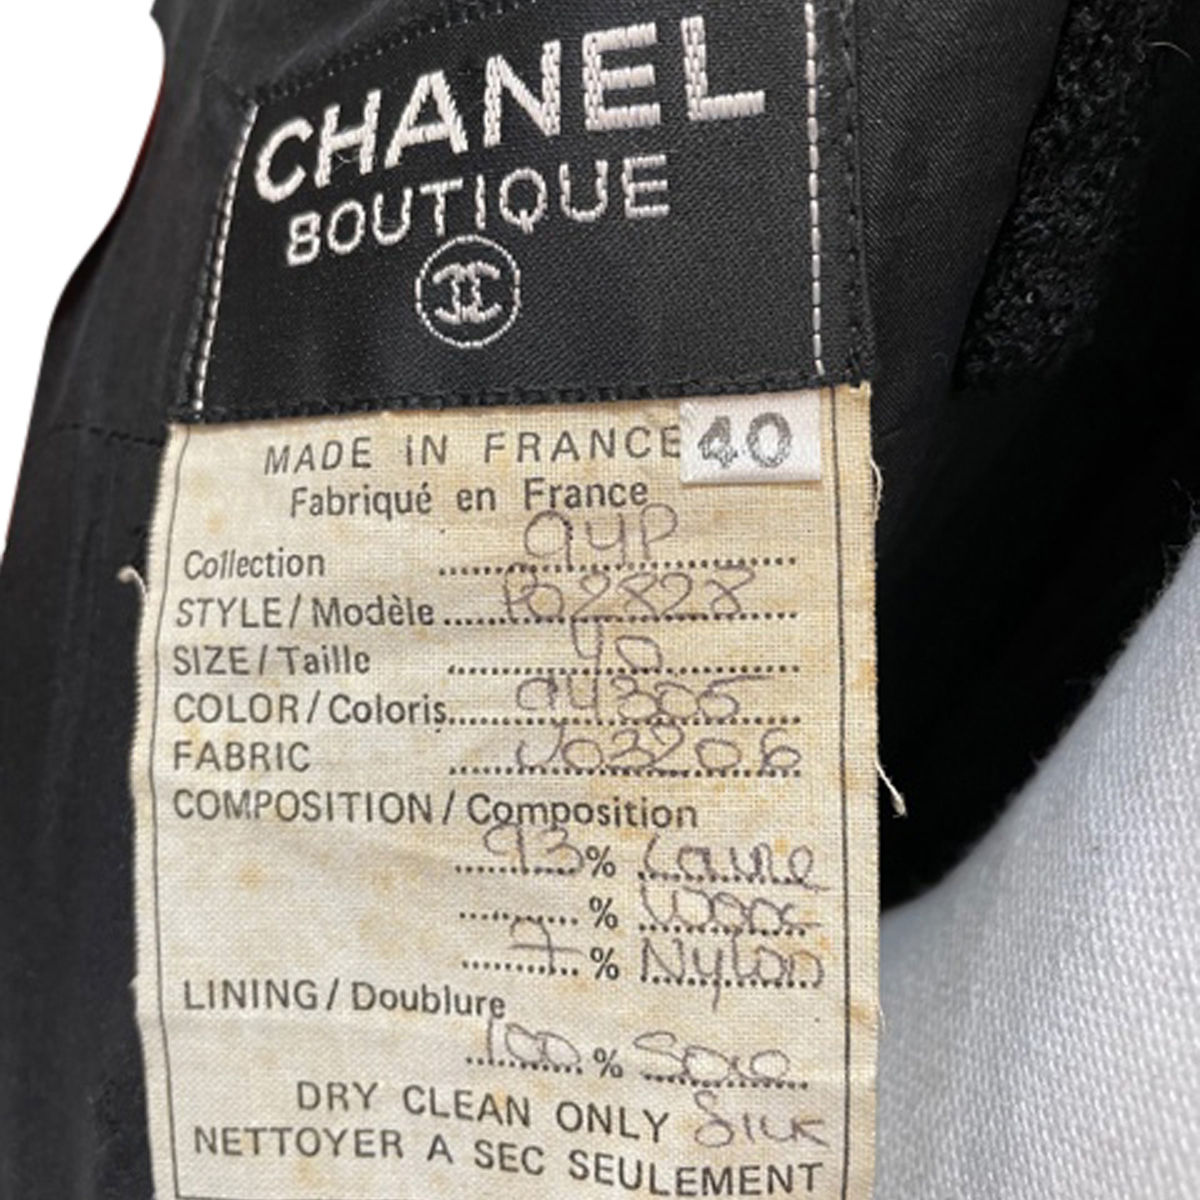 CHANEL
BOUTIQUE
MADE IN FRANCE 40
Fabriqué en France
Collection 94P
STYLE / Modèle P02828
SIZE / Taille 40
COLOR / Coloris 94305
FABRIC V03206
COMPOSITION / Composition
93% Laine
% Wool
7% Nylon
LINING / Doublure
100 % Soie
DRY CLEAN ONLY Silk
NETTOYER A SEC SEULEMENT